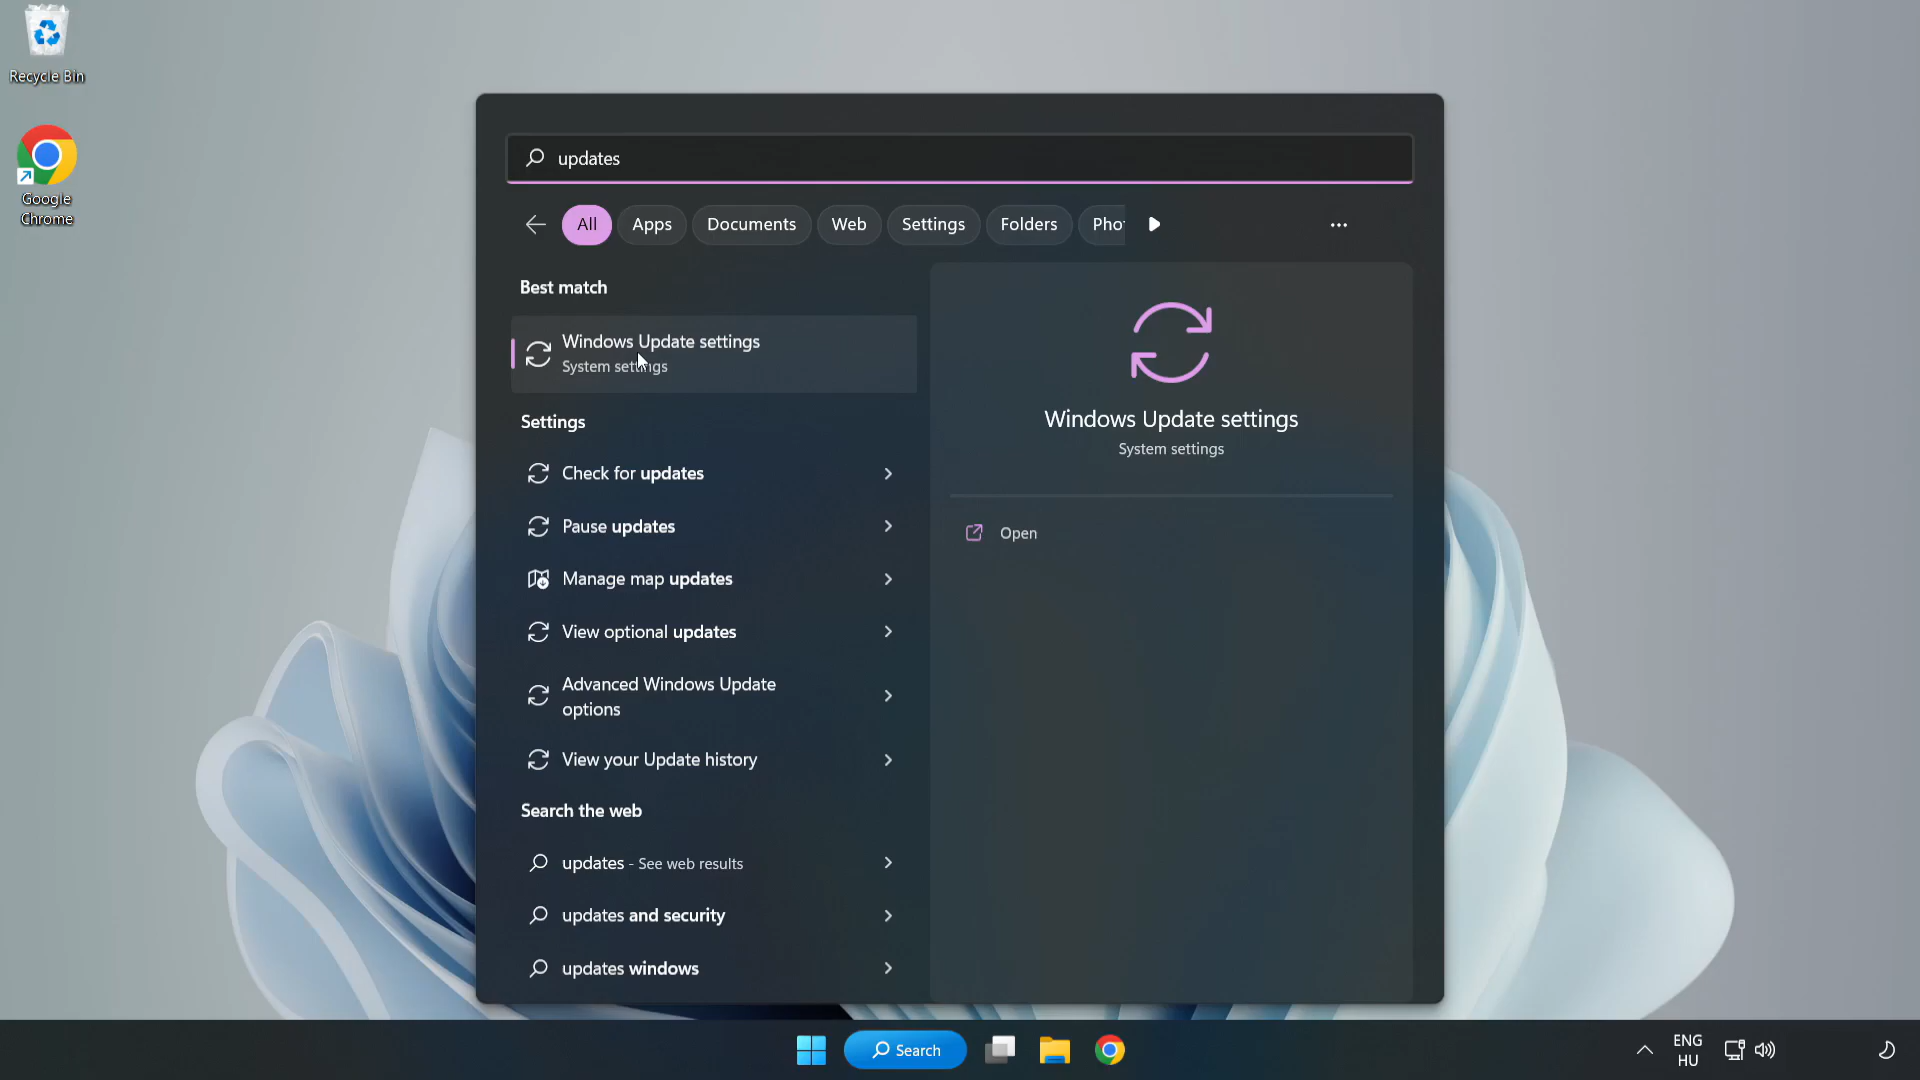 Recycle Bin
Google
Chrome
updates
All
Apps
Documents
Web
Settings
Folders
Best match
Windows Update settings
System settings
Settings
Check for updates
Pause updates
Manage map updates
View optional updates
Advanced Windows Update
options
View your Update history
Search the web
updates - See web results
updates and security
updates windows
Windows Update settings
System settings
Open
Search
ENG
HU